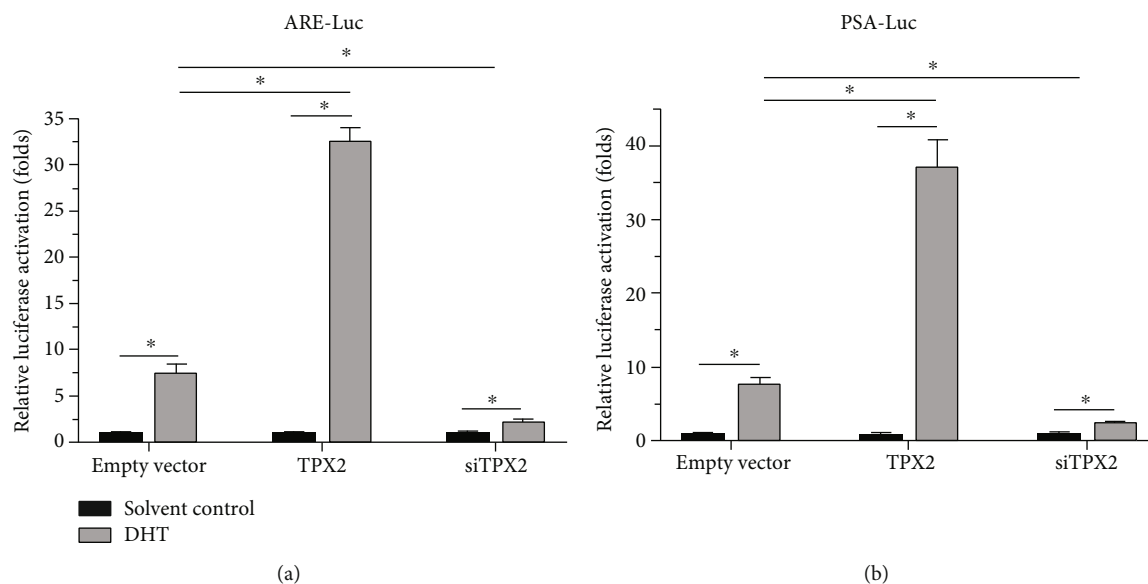 ARE-Luc
*
*
*
*
*
Relative luciferase activation (folds)
35
30
25
20
15
10
5
0
Empty vector TPX2 siTPX2
Solvent control
DHT
(a)
PSA-Luc
*
*
*
*
*
Relative luciferase activation (folds)
40
30
20
10
0
Empty vector TPX2 siTPX2
(b)